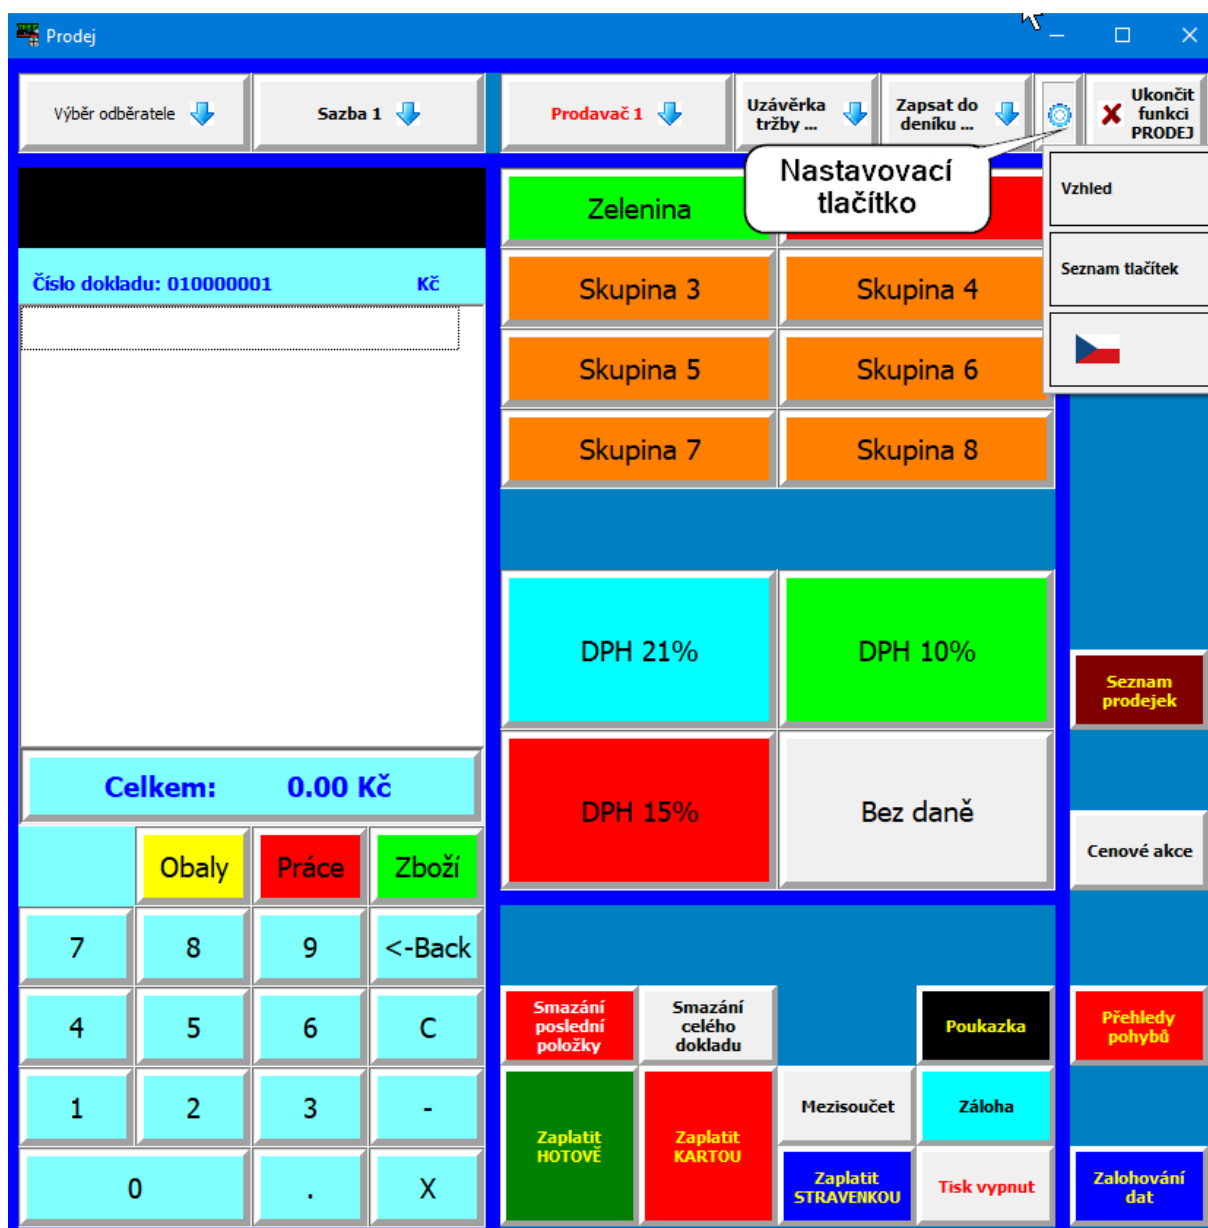 Prodej
Výběr odběratele
Sazba 1
Prodavač 1
Uzávěrka
tržby ...
Zapsat do
deníku ...
Ukončit
funkci
PRODEJ
Nastavovací
tlačítko
Vzhled
Seznam tlačítek
Číslo dokladu: 010000001 Kč
Zelenina
Skupina 3
Skupina 4
Skupina 5
Skupina 6
Skupina 7
Skupina 8
DPH 21%
DPH 10%
DPH 15%
Bez daně
Seznam
prodejek
Cenové akce
Celkem: 0.00 Kč
Obaly
Práce
Zboží
7
8
9
<-Back
4
5
6
C
1
2
3
-
0
.
X
Smazání
poslední
položky
Smazání
celého
dokladu
Poukazka
Přehledy
pohybů
Zaplatit
HOTOVĚ
Zaplatit
KARTOU
Mezisoučet
Záloha
Zaplatit
STRAVENKOU
Tisk vypnut
Zalohování
dat